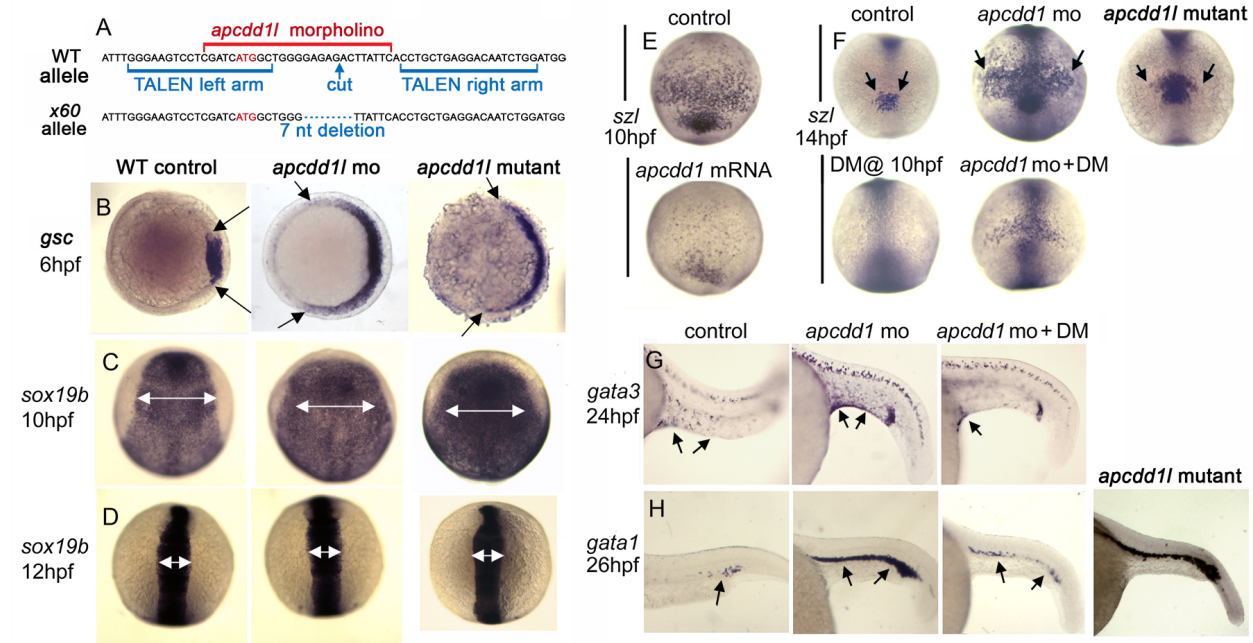 A
apcdd1l morpholino
WT allele
ATTTGGGAAGTCCTCGATCATGGCTGGGGAGAGACTTATTCACCTGCTGAGGACAATCTGGATGG
TALEN left arm
cut
TALEN right arm
x60 allele
ATTTGGGAAGTCCTCGATCATGGCTGGG
TTATTCACCTGCTGAGGACAATCTGGATGG
7 nt deletion
WT control
apcdd1l mo
apcdd1l mutant
B
gsc
6hpf
C
sox19b
10hpf
D
sox19b
12hpf
control
E
szl
10hpf
apcdd1 mRNA
control
apcdd1 mo
apcdd1l mutant
F
szl
14hpf
DM@ 10hpf
apcdd1 mo+DM
control
apcdd1 mo
apcdd1 mo + DM
G
gata3
24hpf
apcdd1l mutant
H
gata1
26hpf